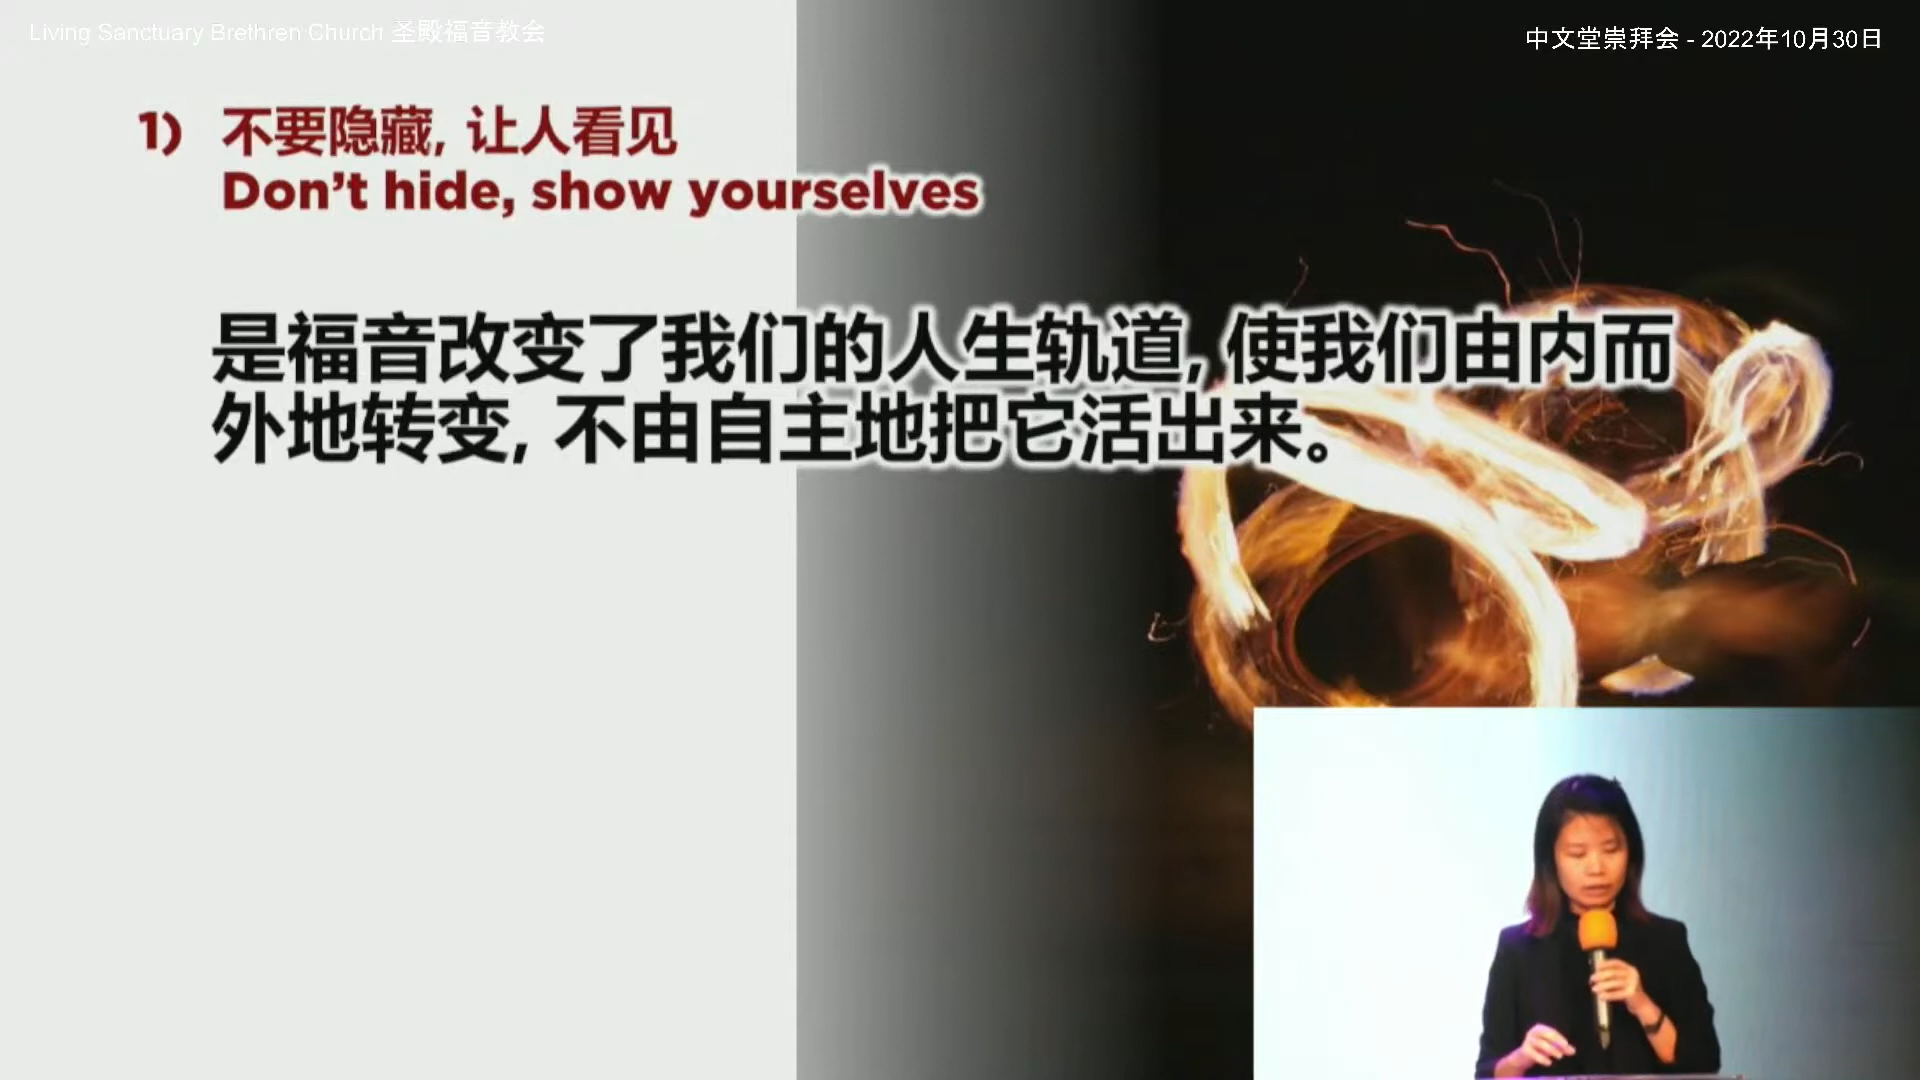 Living Sanctuary Brethren Church 圣殿福音教会
中文堂崇拜会 - 2022年10月30日
1) 不要隐藏, 让人看见
Don't hide, show yourselves
是福音改变了我们的人生轨道, 使我们由内而
外地转变, 不由自主地把它活出来。